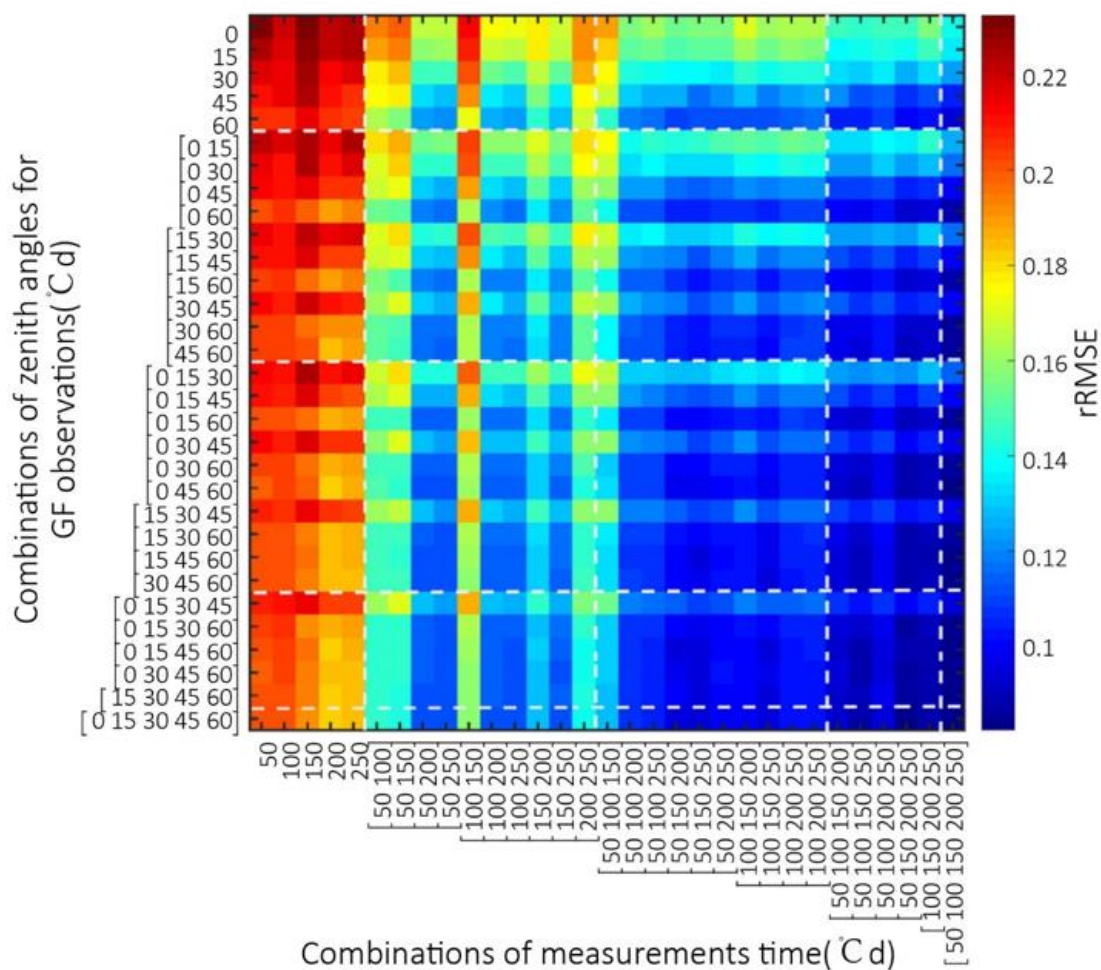 Combinations of zenith angles for
GF observations(℃ d)
0
15
30
45
60
[0 15]
[0 30]
[0 45]
[0 60]
[15 30]
[15 45]
[15 60]
[30 45]
[30 60]
[45 60]
[0 15 30]
[0 15 45]
[0 15 60]
[0 30 45]
[0 30 60]
[0 45 60]
[15 30 45]
[15 30 60]
[15 45 60]
[30 45 60]
[0 15 30 45]
[0 15 30 60]
[0 15 45 60]
[0 30 45 60]
[15 30 45 60]
[0 15 30 45 60]
50
100
150
200
250
[50 100]
[50 150]
[50 200]
[50 250]
[100 150]
[100 200]
[100 250]
[150 200]
[150 250]
[200 250]
[50 100 150]
[50 100 200]
[50 100 250]
[50 150 200]
[50 150 250]
[50 200 250]
[100 150 200]
[100 150 250]
[100 200 250]
[150 200 250]
[50 100 150 200]
[50 100 150 250]
[50 100 200 250]
[50 150 200 250]
[100 150 200 250]
[50 100 150 200 250]
Combinations of measurements time(℃ d)
0.22
0.2
0.18
0.16
0.14
0.12
0.1
rRMSE